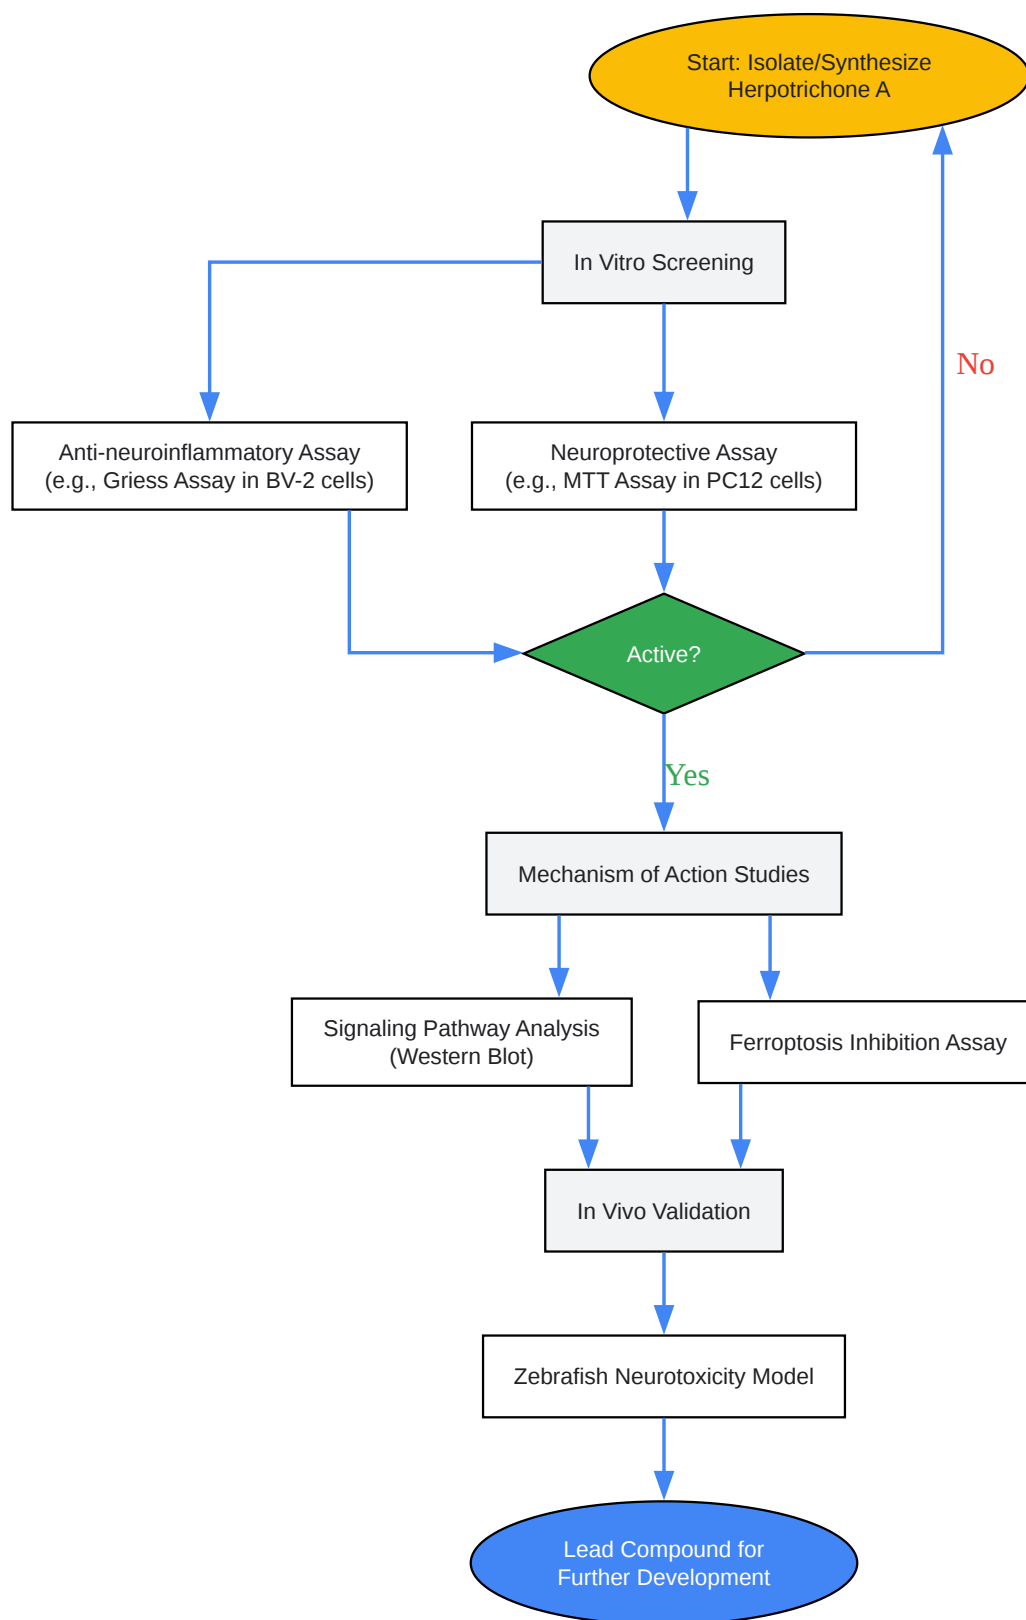 Start: Isolate/Synthesize
Herpotrichone A
In Vitro Screening
No
Anti-neuroinflammatory Assay
(e.g., Griess Assay in BV-2 cells)
Neuroprotective Assay
(e.g., MTT Assay in PC12 cells)
Active?
Yes
Mechanism of Action Studies
Signaling Pathway Analysis
(Western Blot)
Ferroptosis Inhibition Assay
In Vivo Validation
Zebrafish Neurotoxicity Model
Lead Compound for
Further Development